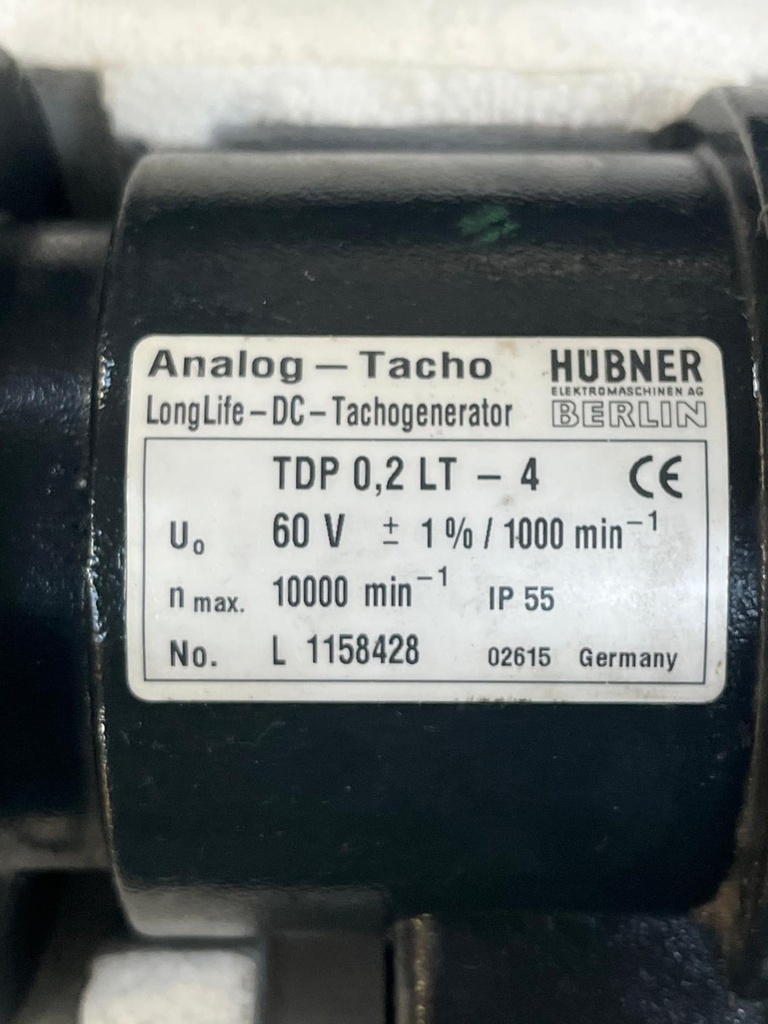 Analog – Tacho
HÜBNER
ELEKTROMASCHINEN AG
BERLIN
LongLife – DC – Tachogenerator
TDP 0,2 LT – 4 CE
U₀ 60 V ± 1 % / 1000 min⁻¹
n max. 10000 min⁻¹ IP 55
No. L 1158428 02615 Germany